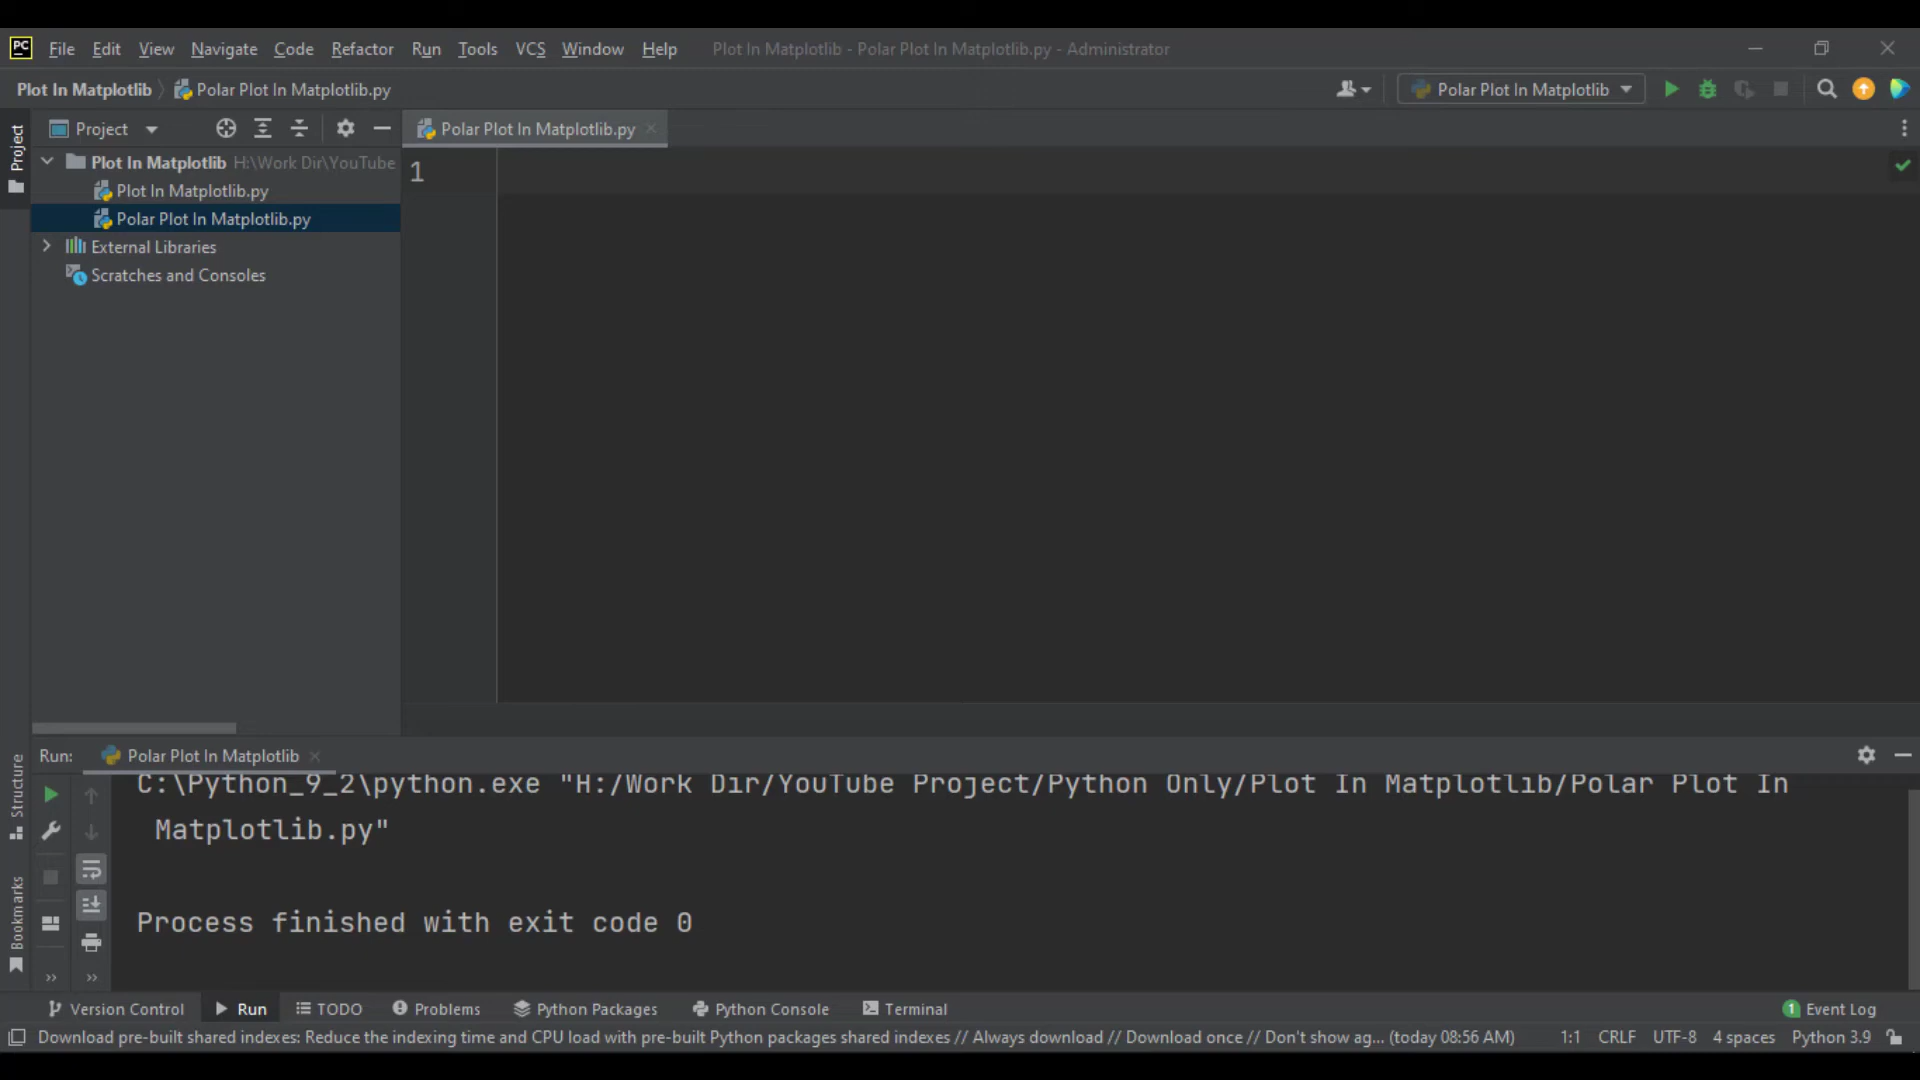 PC File Edit View Navigate Code Refactor Run Tools VCS Window Help Plot In Matplotlib - Polar Plot In Matplotlib.py - Administrator
Plot In Matplotlib Polar Plot In Matplotlib.py Polar Plot In Matplotlib
Project Project Polar Plot In Matplotlib.py
Plot In Matplotlib H:\Work Dir\YouTube
1
Plot In Matplotlib.py
Polar Plot In Matplotlib.py
External Libraries
Scratches and Consoles
Run: Polar Plot In Matplotlib
Structure
C:\Python_9_2\python.exe "H:/Work Dir/YouTube Project/Python Only/Plot In Matplotlib/Polar Plot In
Matplotlib.py"
Bookmarks
Process finished with exit code 0
Version Control Run TODO Problems Python Packages Python Console Terminal 1 Event Log
Download pre-built shared indexes: Reduce the indexing time and CPU load with pre-built Python packages shared indexes // Always download // Download once // Don't show ag... (today 08:56 AM) 1:1 CRLF UTF-8 4 spaces Python 3.9